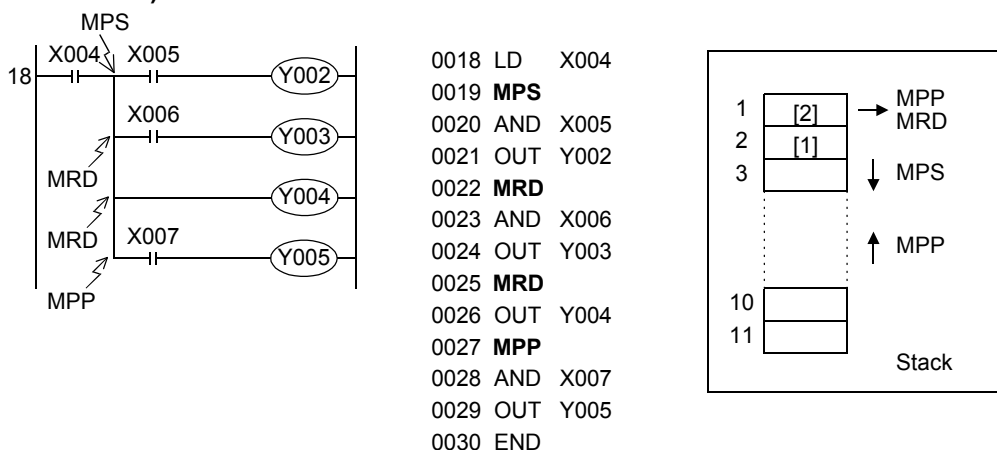 MPS
X004 X005
18 Y002
X006
Y003
MRD
Y004
MRD X007
Y005
MPP
0018 LD X004
0019 MPS
0020 AND X005
0021 OUT Y002
0022 MRD
0023 AND X006
0024 OUT Y003
0025 MRD
0026 OUT Y004
0027 MPP
0028 AND X007
0029 OUT Y005
0030 END
1 [2] MPP
MRD
2 [1]
3 MPS
MPP
10
11
Stack